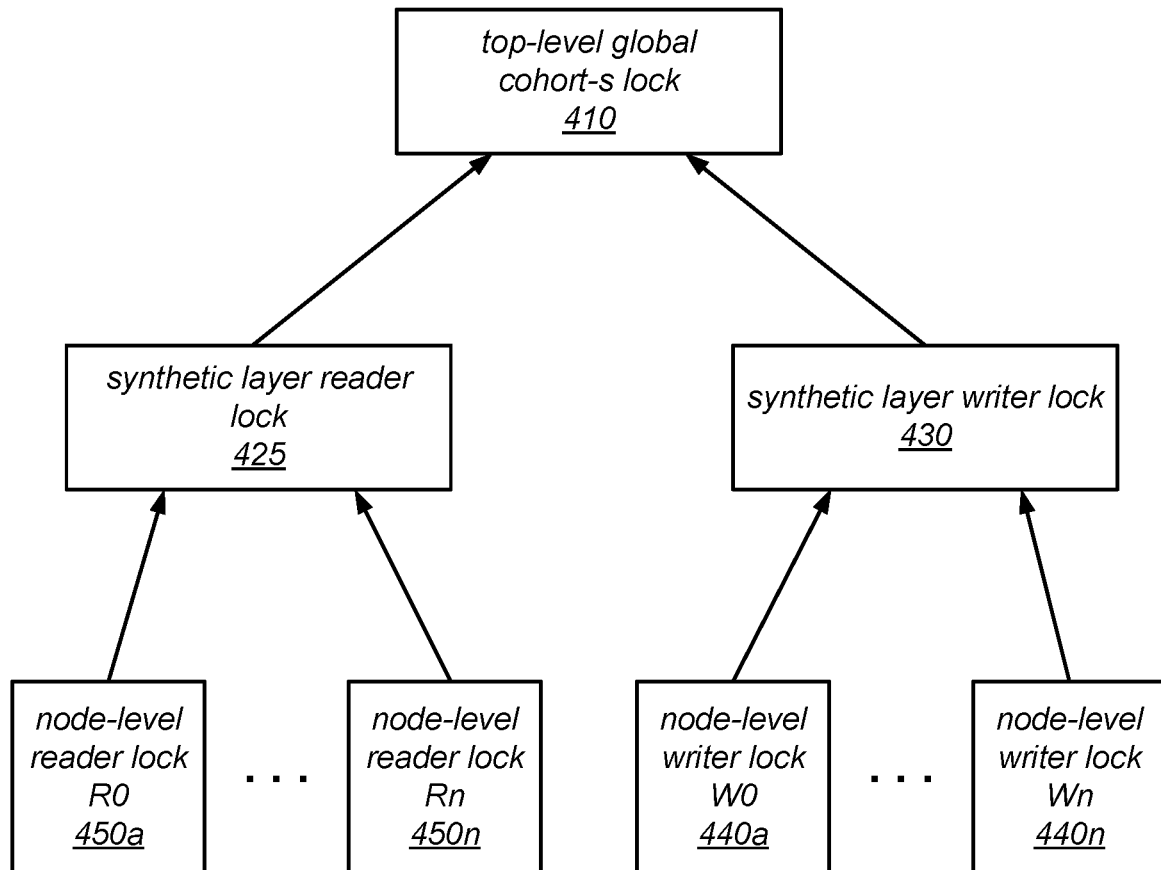 top-level global
cohort-s lock
410
synthetic layer reader
lock
425
synthetic layer writer lock
430
node-level
reader lock
R0
450a
. . .
node-level
reader lock
Rn
450n
node-level
writer lock
W0
440a
. . .
node-level
writer lock
Wn
440n